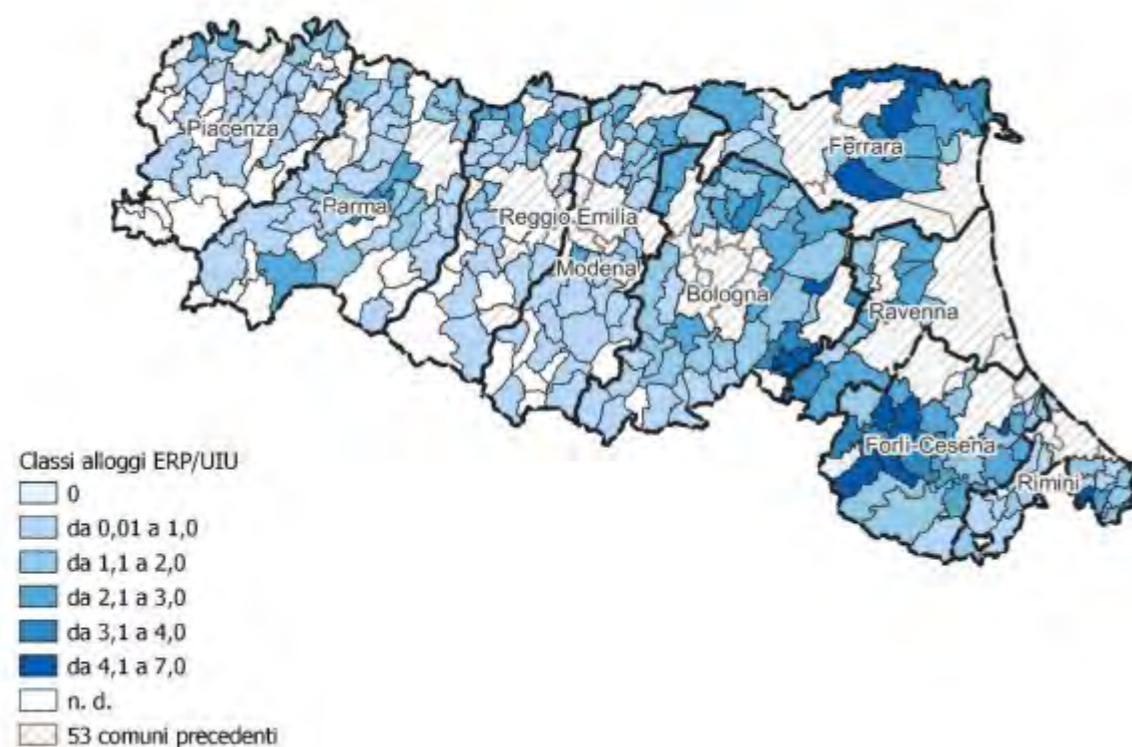 Piacenza
Ferrara
Parma
Reggio Emilia
Modena
Bologna
Ravenna
Forlì-Cesena
Rimini
Classi alloggi ERP/UIU
0
da 0,01 a 1,0
da 1,1 a 2,0
da 2,1 a 3,0
da 3,1 a 4,0
da 4,1 a 7,0
n. d.
53 comuni precedenti